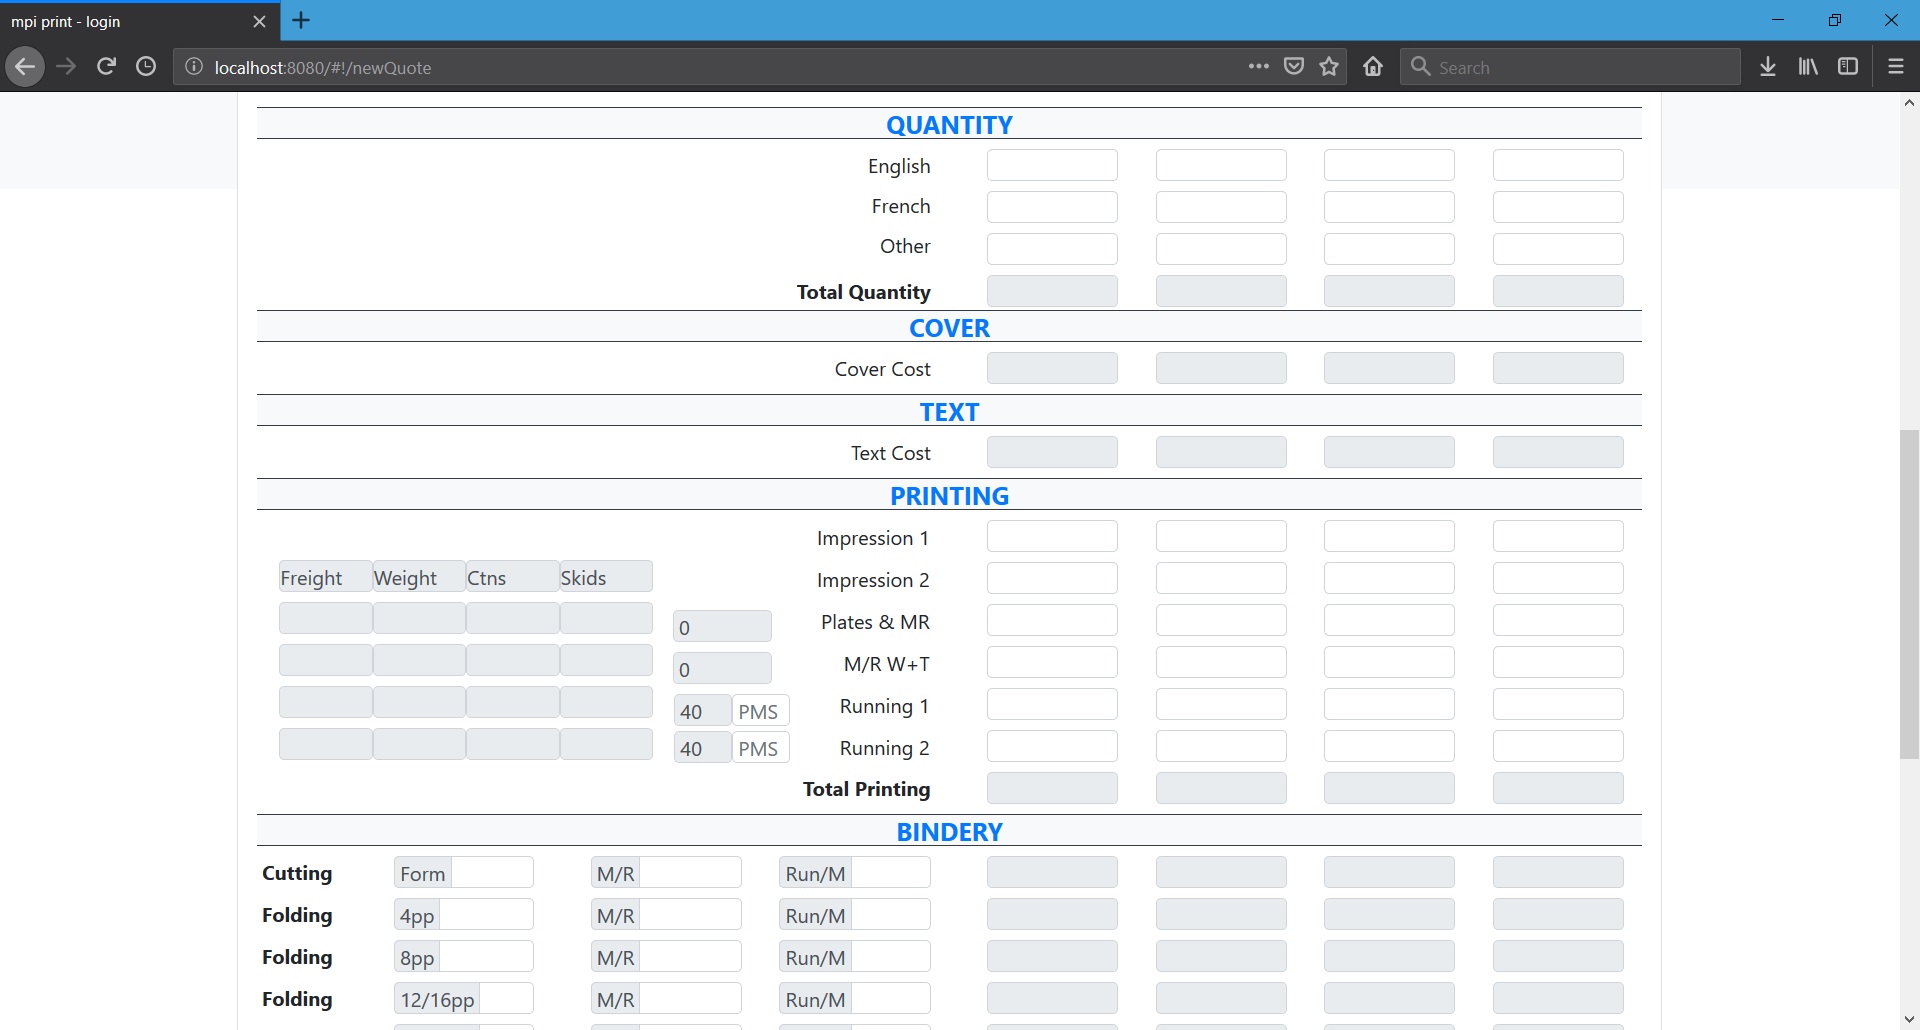 mpi print - login
localhost:8080/#!/newQuote
Search
QUANTITY
English
French
Other
Total Quantity
COVER
Cover Cost
TEXT
Text Cost
PRINTING
Impression 1
Freight Weight Ctns Skids
Impression 2
0 Plates & MR
0 M/R W+T
40 PMS Running 1
40 PMS Running 2
Total Printing
BINDERY
Cutting Form M/R Run/M
Folding 4pp M/R Run/M
Folding 8pp M/R Run/M
Folding 12/16pp M/R Run/M